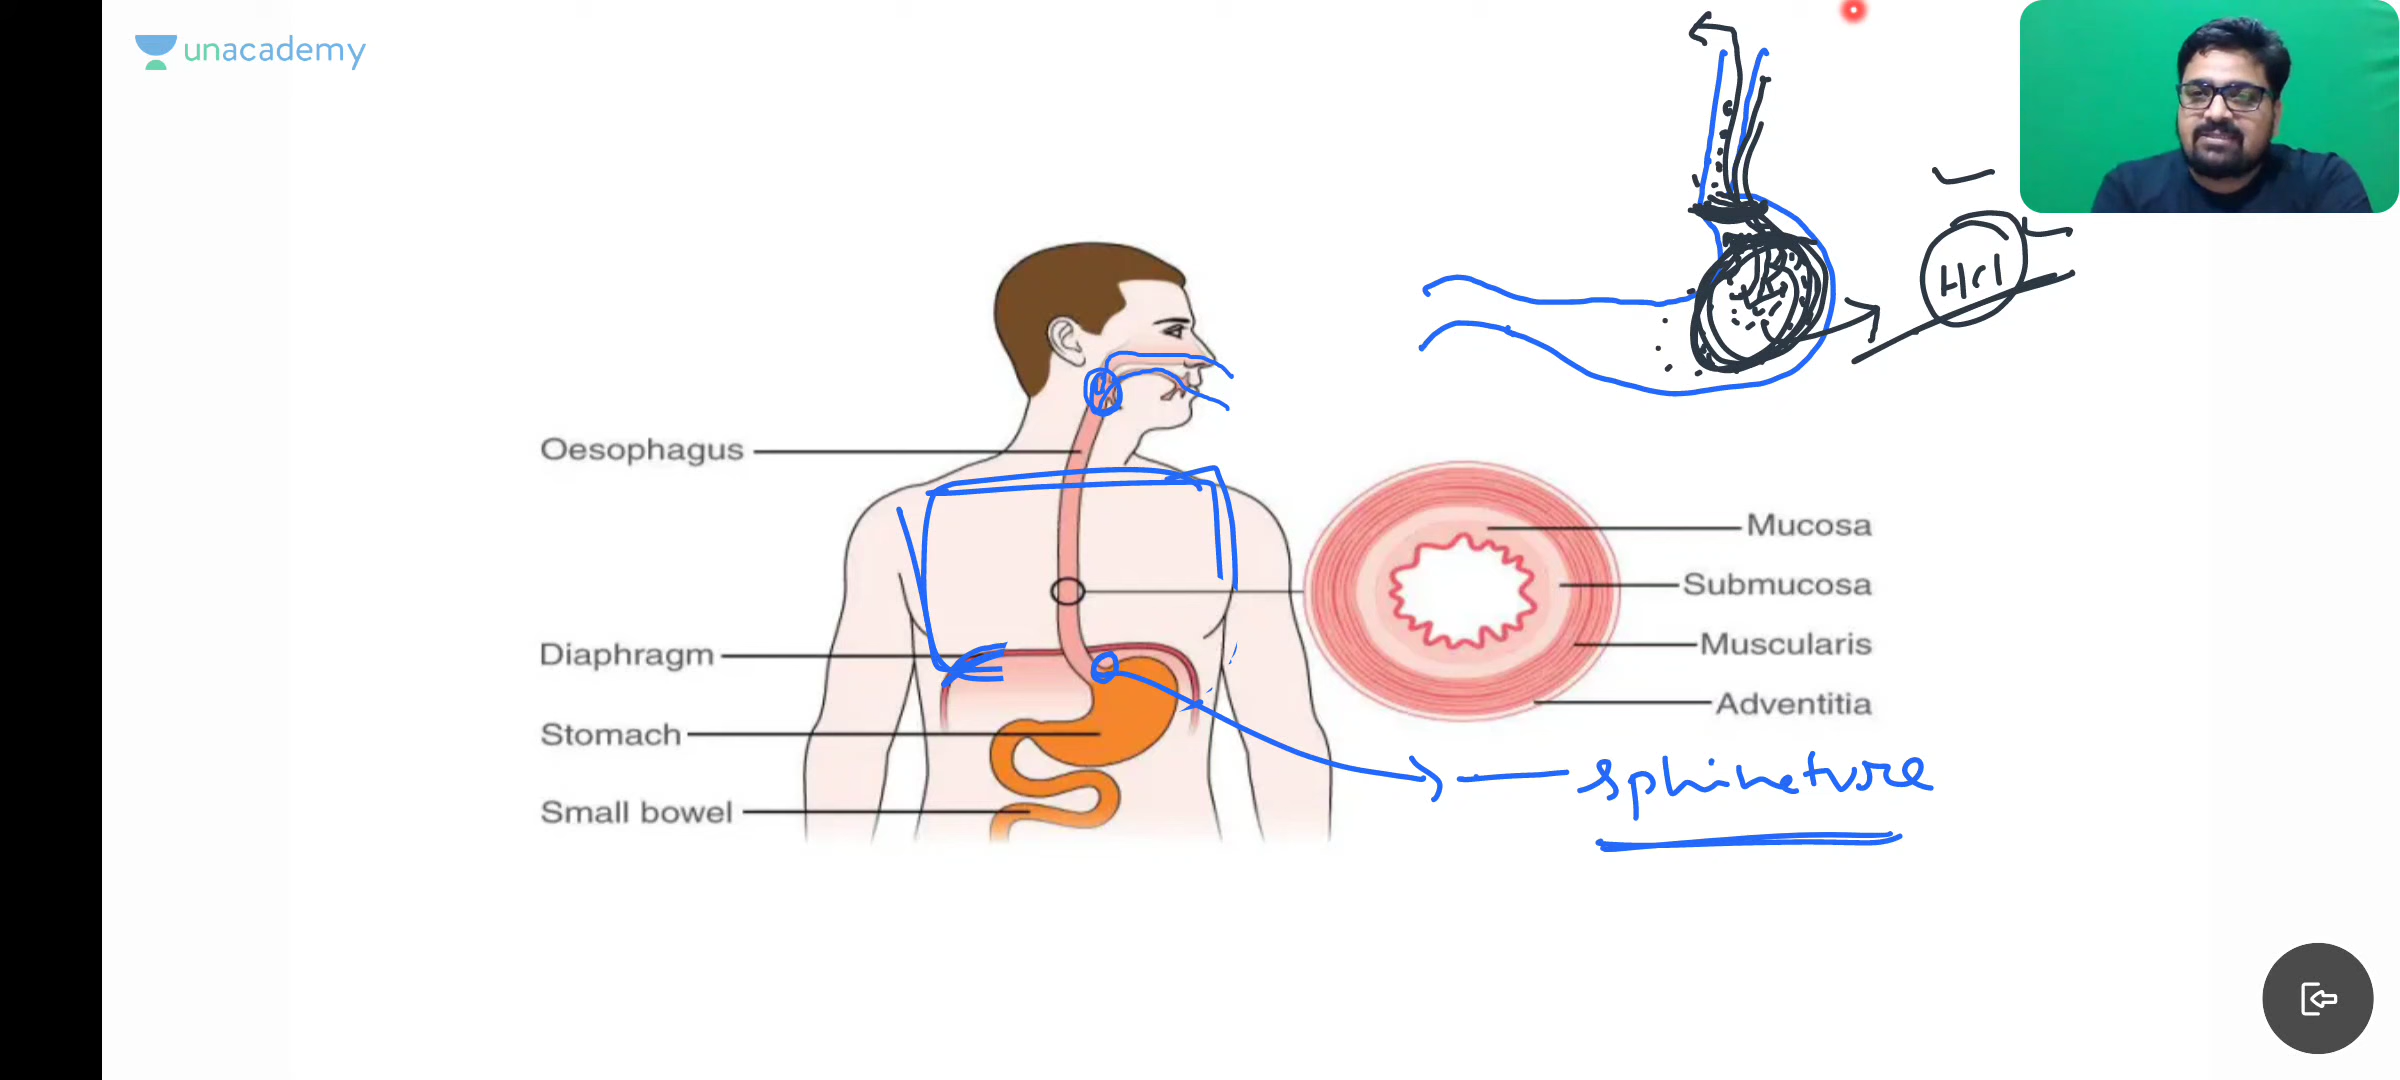 unacademy
HCl
Oesophagus
Mucosa
Submucosa
Diaphragm
Muscularis
Adventitia
Stomach
sphincture
Small bowel